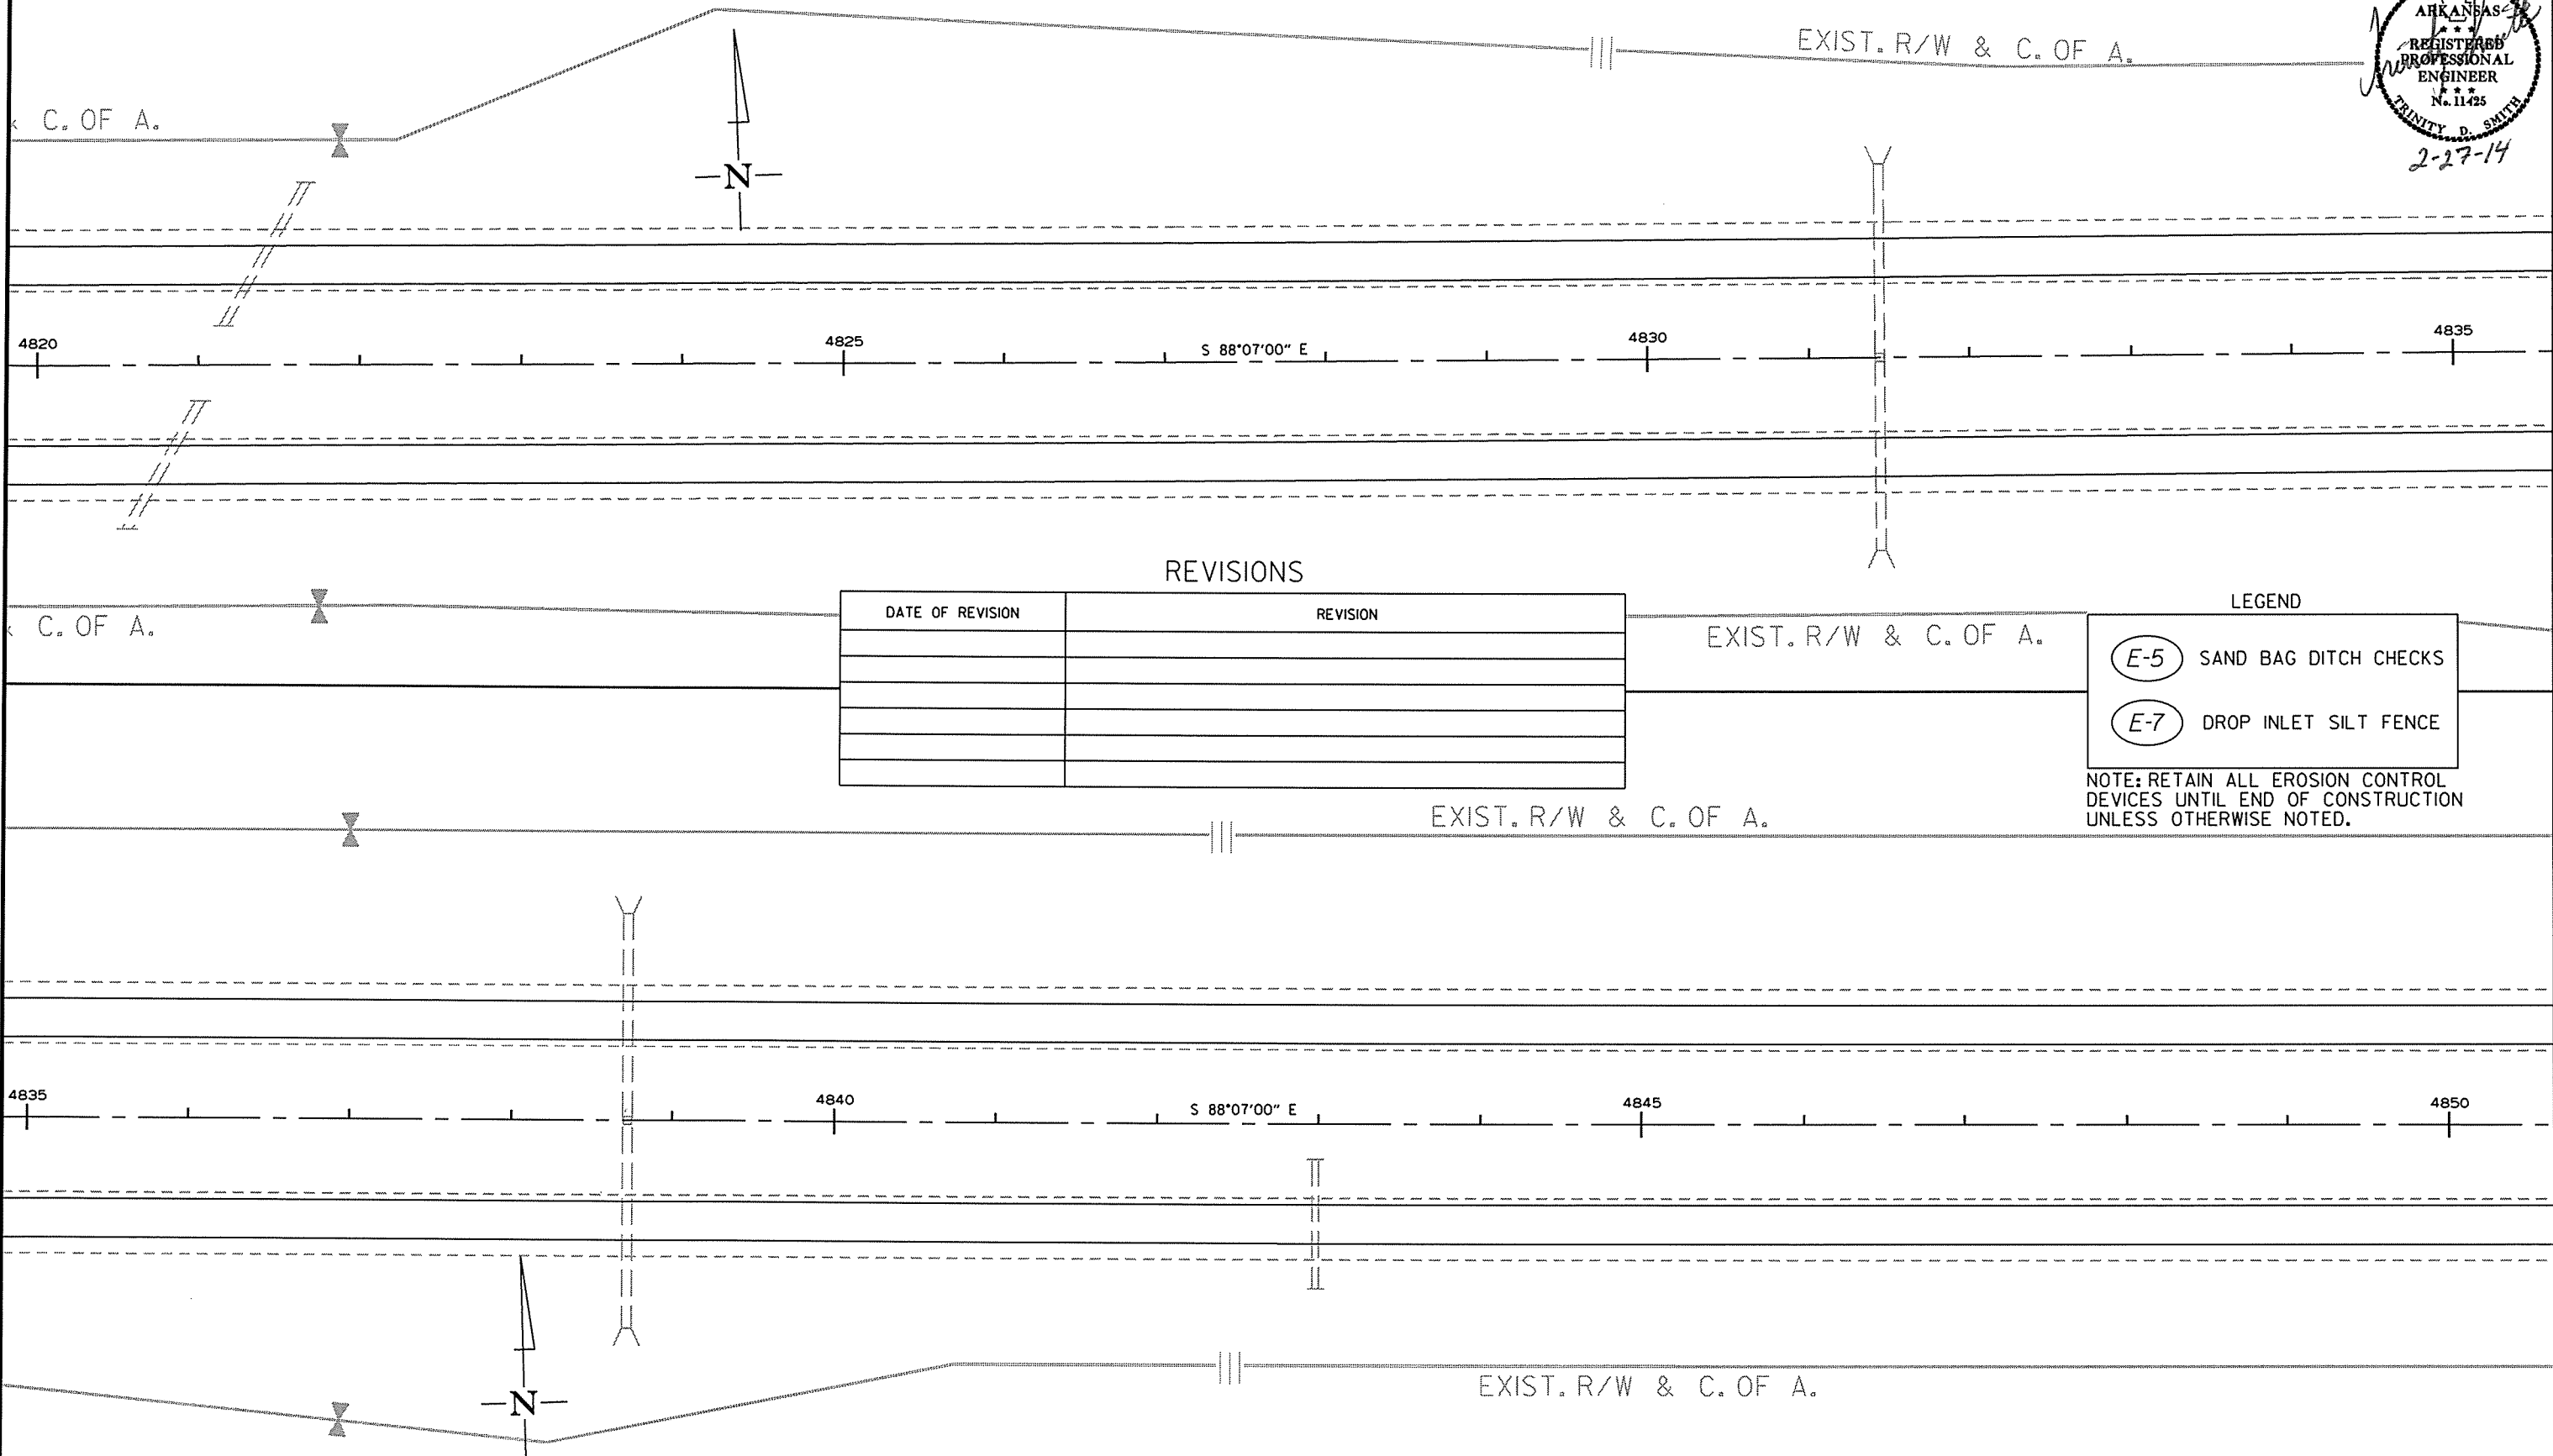 ARKANSAS
★ ★ ★
REGISTERED
PROFESSIONAL
ENGINEER
★ ★ ★
No. 11425
TRINITY D. SMITH
2-27-14
EXIST. R/W & C. OF A.
C. OF A.
N
4820
4825
S 88°07'00" E
4830
4835
REVISIONS
DATE OF REVISION REVISION
C. OF A.
EXIST. R/W & C. OF A.
LEGEND
E-5 SAND BAG DITCH CHECKS
E-7 DROP INLET SILT FENCE
NOTE: RETAIN ALL EROSION CONTROL
DEVICES UNTIL END OF CONSTRUCTION
UNLESS OTHERWISE NOTED.
EXIST. R/W & C. OF A.
4835
4840
S 88°07'00" E
4845
4850
N
EXIST. R/W & C. OF A.